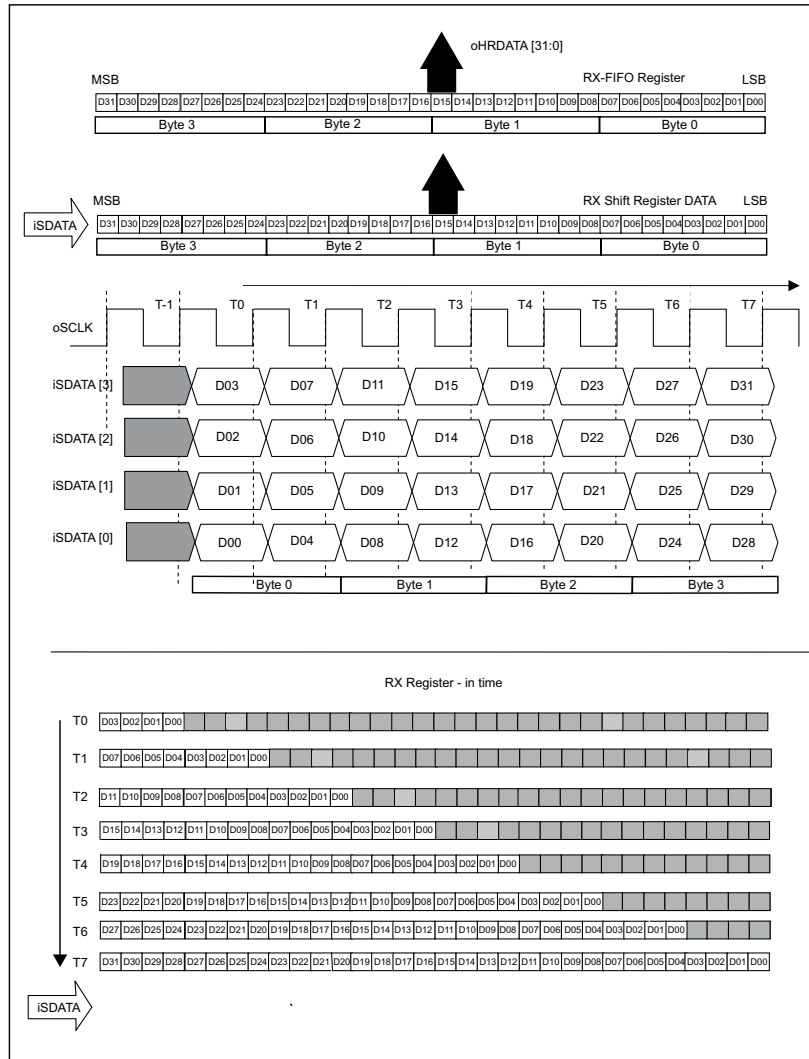 oHRDATA [31:0]
MSB RX-FIFO Register LSB
D31 D30 D29 D28 D27 D26 D25 D24 D23 D22 D21 D20 D19 D18 D17 D16 D15 D14 D13 D12 D11 D10 D09 D08 D07 D06 D05 D04 D03 D02 D01 D00
Byte 3 Byte 2 Byte 1 Byte 0
MSB RX Shift Register DATA LSB
iSDATA D31 D30 D29 D28 D27 D26 D25 D24 D23 D22 D21 D20 D19 D18 D17 D16 D15 D14 D13 D12 D11 D10 D09 D08 D07 D06 D05 D04 D03 D02 D01 D00
Byte 3 Byte 2 Byte 1 Byte 0
T-1 T0 T1 T2 T3 T4 T5 T6 T7
oSCLK
iSDATA [3] D03 D07 D11 D15 D19 D23 D27 D31
iSDATA [2] D02 D06 D10 D14 D18 D22 D26 D30
iSDATA [1] D01 D05 D09 D13 D17 D21 D25 D29
iSDATA [0] D00 D04 D08 D12 D16 D20 D24 D28
Byte 0 Byte 1 Byte 2 Byte 3
RX Register - in time
T0 D03 D02 D01 D00
T1 D07 D06 D05 D04 D03 D02 D01 D00
T2 D11 D10 D09 D08 D07 D06 D05 D04 D03 D02 D01 D00
T3 D15 D14 D13 D12 D11 D10 D09 D08 D07 D06 D05 D04 D03 D02 D01 D00
T4 D19 D18 D17 D16 D15 D14 D13 D12 D11 D10 D09 D08 D07 D06 D05 D04 D03 D02 D01 D00
T5 D23 D22 D21 D20 D19 D18 D17 D16 D15 D14 D13 D12 D11 D10 D09 D08 D07 D06 D05 D04 D03 D02 D01 D00
T6 D27 D26 D25 D24 D23 D22 D21 D20 D19 D18 D17 D16 D15 D14 D13 D12 D11 D10 D09 D08 D07 D06 D05 D04 D03 D02 D01 D00
T7 D31 D30 D29 D28 D27 D26 D25 D24 D23 D22 D21 D20 D19 D18 D17 D16 D15 D14 D13 D12 D11 D10 D09 D08 D07 D06 D05 D04 D03 D02 D01 D00
iSDATA